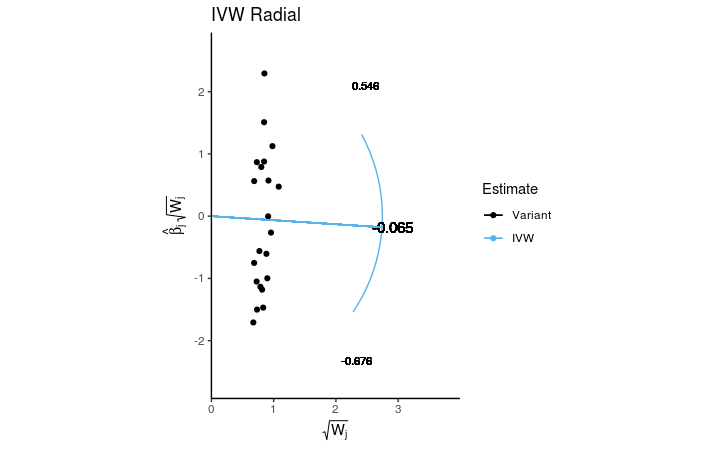 IVW Radial
0.546
2
1
0
-1
-2
β̂j√Wj
-0.065
-0.676
0 1 2 3
√Wj
Estimate
Variant
IVW